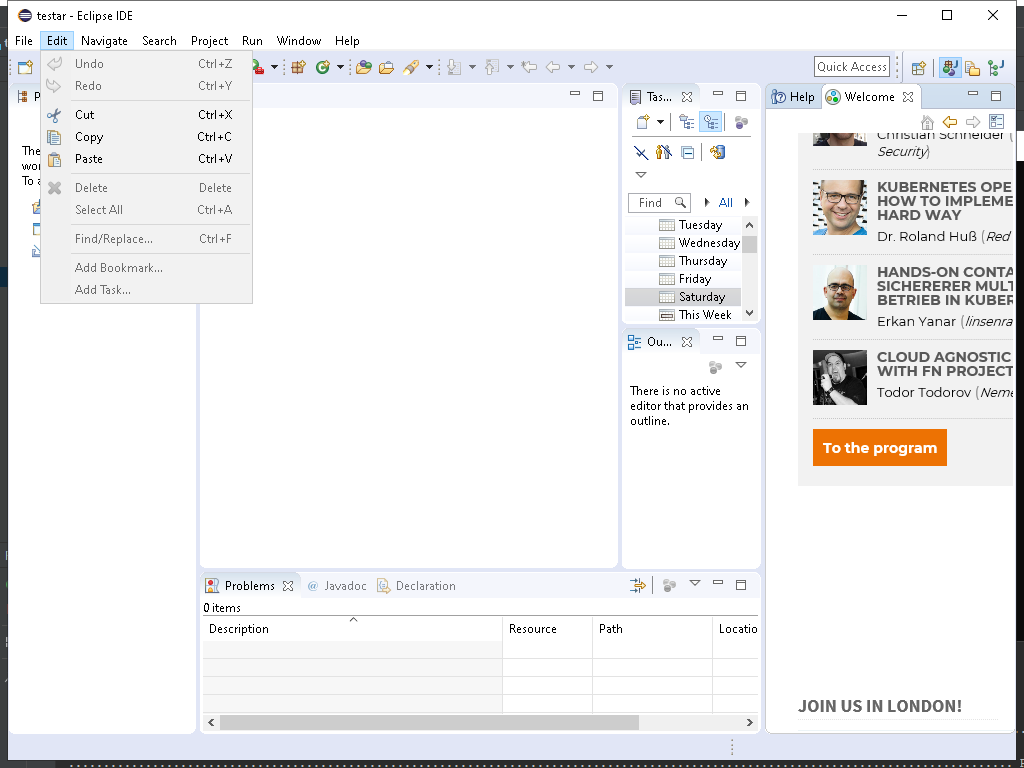 testar - Eclipse IDE
File Edit Navigate Search Project Run Window Help
Quick Access
Undo Ctrl+Z
Redo Ctrl+Y
Cut Ctrl+X
Copy Ctrl+C
Paste Ctrl+V
Delete Delete
Select All Ctrl+A
Find/Replace... Ctrl+F
Add Bookmark...
Add Task...
Tas...
Find
All
Tuesday
Wednesday
Thursday
Friday
Saturday
This Week
Ou...
There is no active
editor that provides an
outline.
Problems Javadoc Declaration
0 items
Description Resource Path Locatio
Help Welcome
Christian Schneider (
Security)
KUBERNETES OPE
HOW TO IMPLEME
HARD WAY
Dr. Roland Huß (Red
HANDS-ON CONTA
SICHERERER MULT
BETRIEB IN KUBER
Erkan Yanar (linsenra
CLOUD AGNOSTIC
WITH FN PROJECT
Todor Todorov (Neme
To the program
JOIN US IN LONDON!